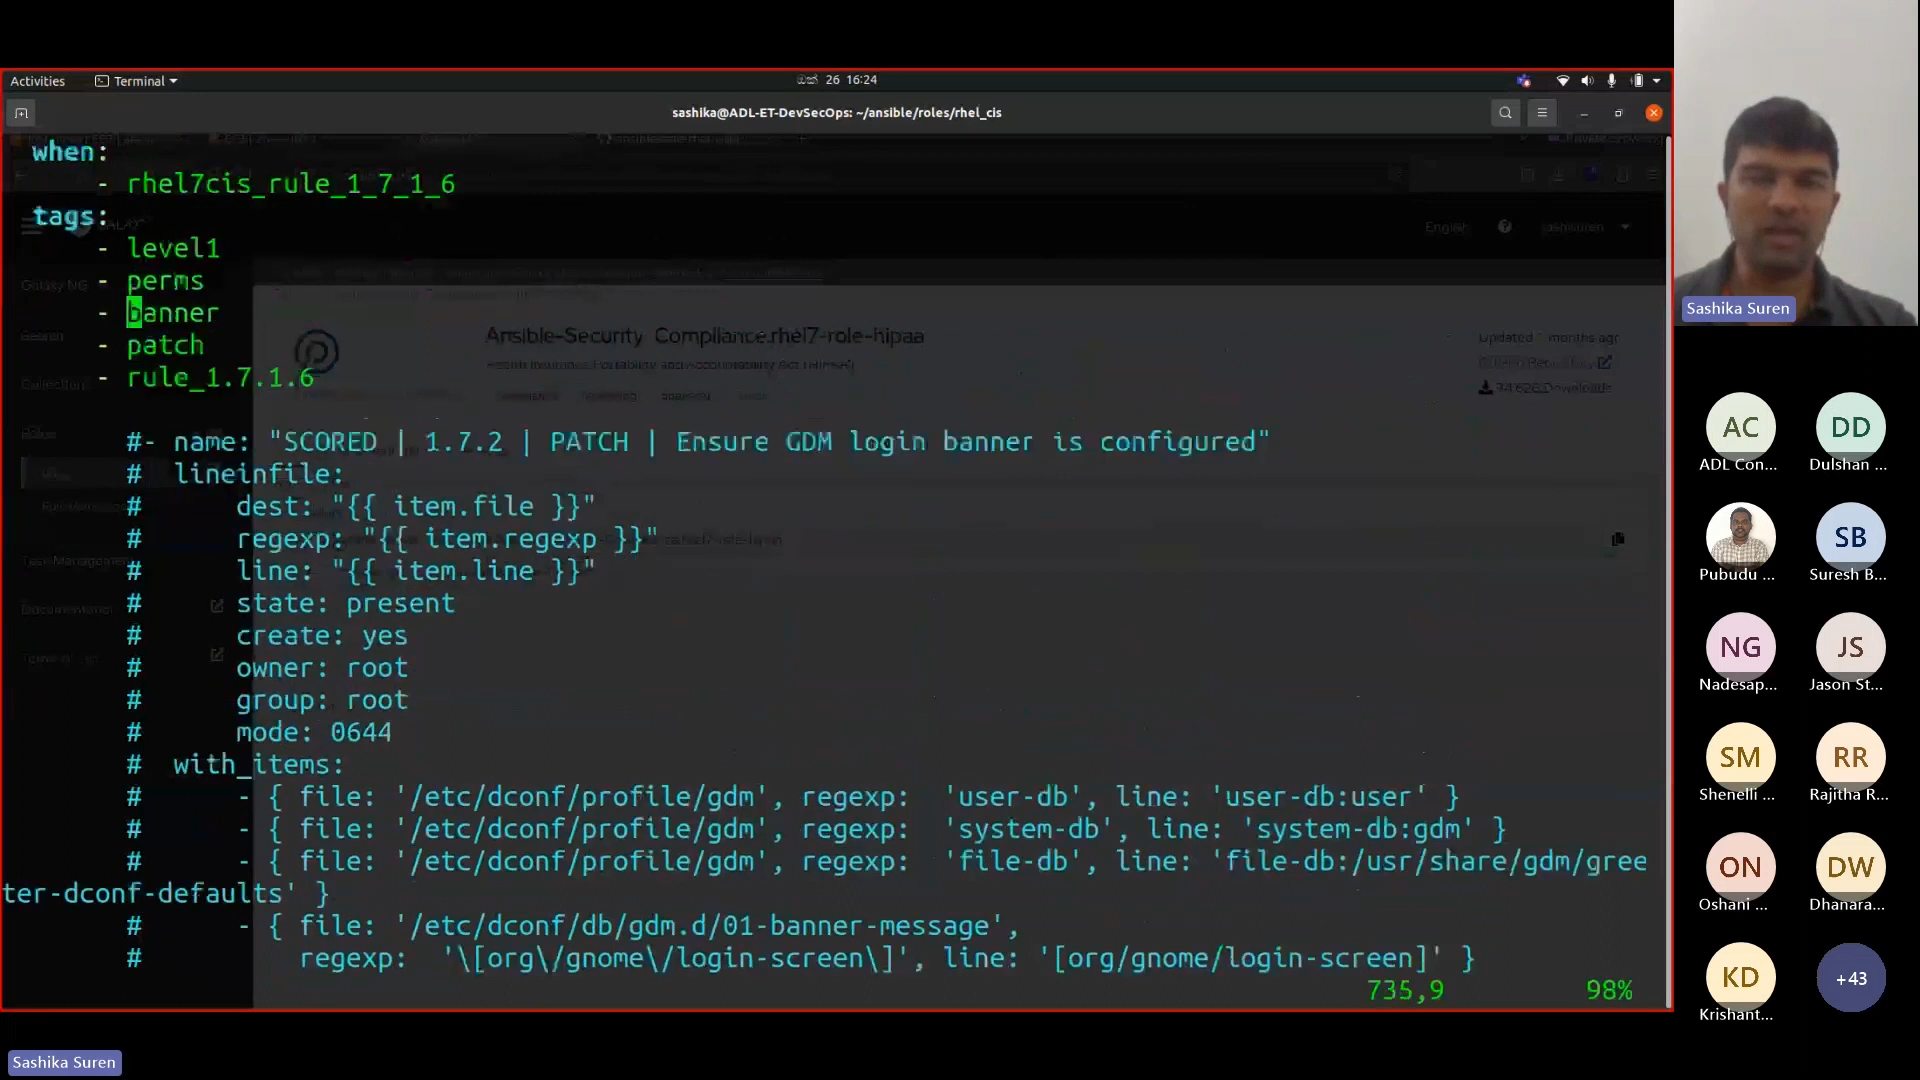 Activities
Terminal
ඔක් 26 16:24
sashika@ADL-ET-DevSecOps: ~/ansible/roles/rhel_cis
when:
- rhel7cis_rule_1_7_1_6
tags:
- level1
- perms
- banner
- patch
- rule_1.7.1.6
English
Ansible-Security Compliance.rhel7-role-hipaa
Updated months ago
#- name: "SCORED | 1.7.2 | PATCH | Ensure GDM login banner is configured"
# lineinfile:
# dest: "{{ item.file }}"
# regexp: "{{ item.regexp }}"
# line: "{{ item.line }}"
# state: present
# create: yes
# owner: root
# group: root
# mode: 0644
# with_items:
# - { file: '/etc/dconf/profile/gdm', regexp: 'user-db', line: 'user-db:user' }
# - { file: '/etc/dconf/profile/gdm', regexp: 'system-db', line: 'system-db:gdm' }
# - { file: '/etc/dconf/profile/gdm', regexp: 'file-db', line: 'file-db:/usr/share/gdm/gree
ter-dconf-defaults' }
# - { file: '/etc/dconf/db/gdm.d/01-banner-message',
# regexp: '\[org\/gnome\/login-screen\]', line: '[org/gnome/login-screen]' }
735,9 98%
Sashika Suren
Sashika Suren
AC
ADL Con...
DD
Dulshan ...
Pubudu ...
SB
Suresh B...
NG
Nadesap...
JS
Jason St...
SM
Shenelli ...
RR
Rajitha R...
ON
Oshani ...
DW
Dhanara...
KD
Krishant...
+43